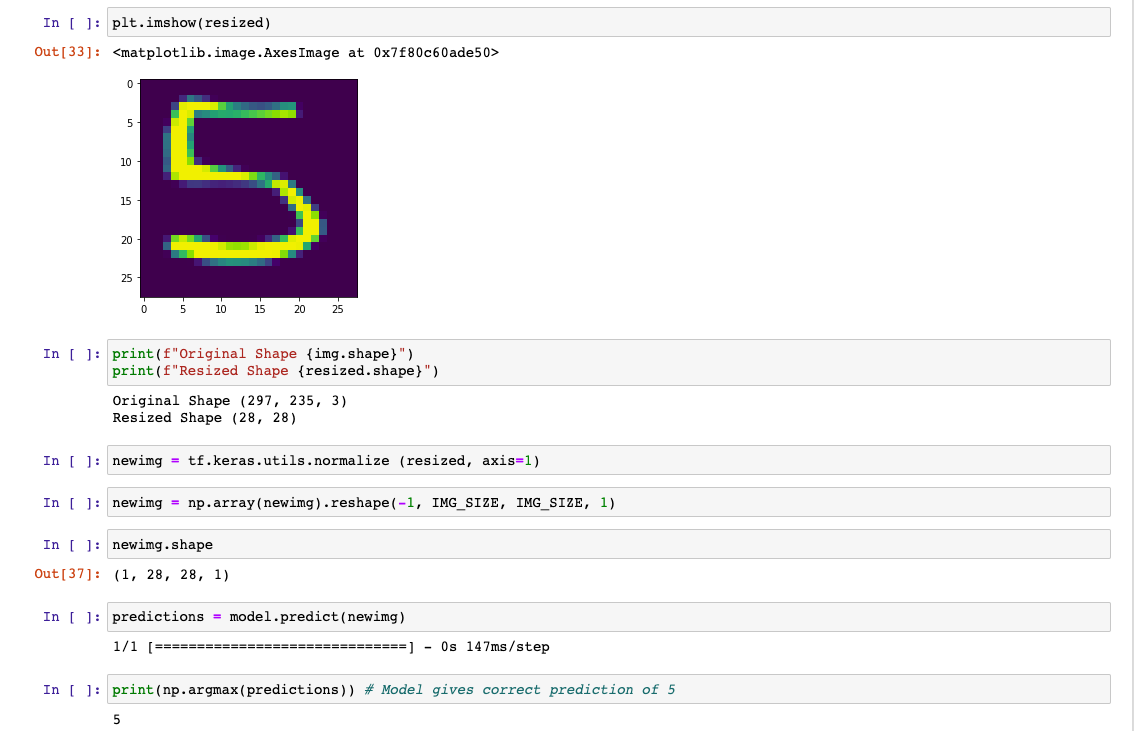 In [ ]: plt.imshow(resized)
Out[33]: <matplotlib.image.AxesImage at 0x7f80c60ade50>
0
5
10
15
20
25
0 5 10 15 20 25
In [ ]: print(f"Original Shape {img.shape}")
print(f"Resized Shape {resized.shape}")
Original Shape (297, 235, 3)
Resized Shape (28, 28)
In [ ]: newimg = tf.keras.utils.normalize (resized, axis=1)
In [ ]: newimg = np.array(newimg).reshape(-1, IMG_SIZE, IMG_SIZE, 1)
In [ ]: newimg.shape
Out[37]: (1, 28, 28, 1)
In [ ]: predictions = model.predict(newimg)
1/1 [==============================] - 0s 147ms/step
In [ ]: print(np.argmax(predictions)) # Model gives correct prediction of 5
5